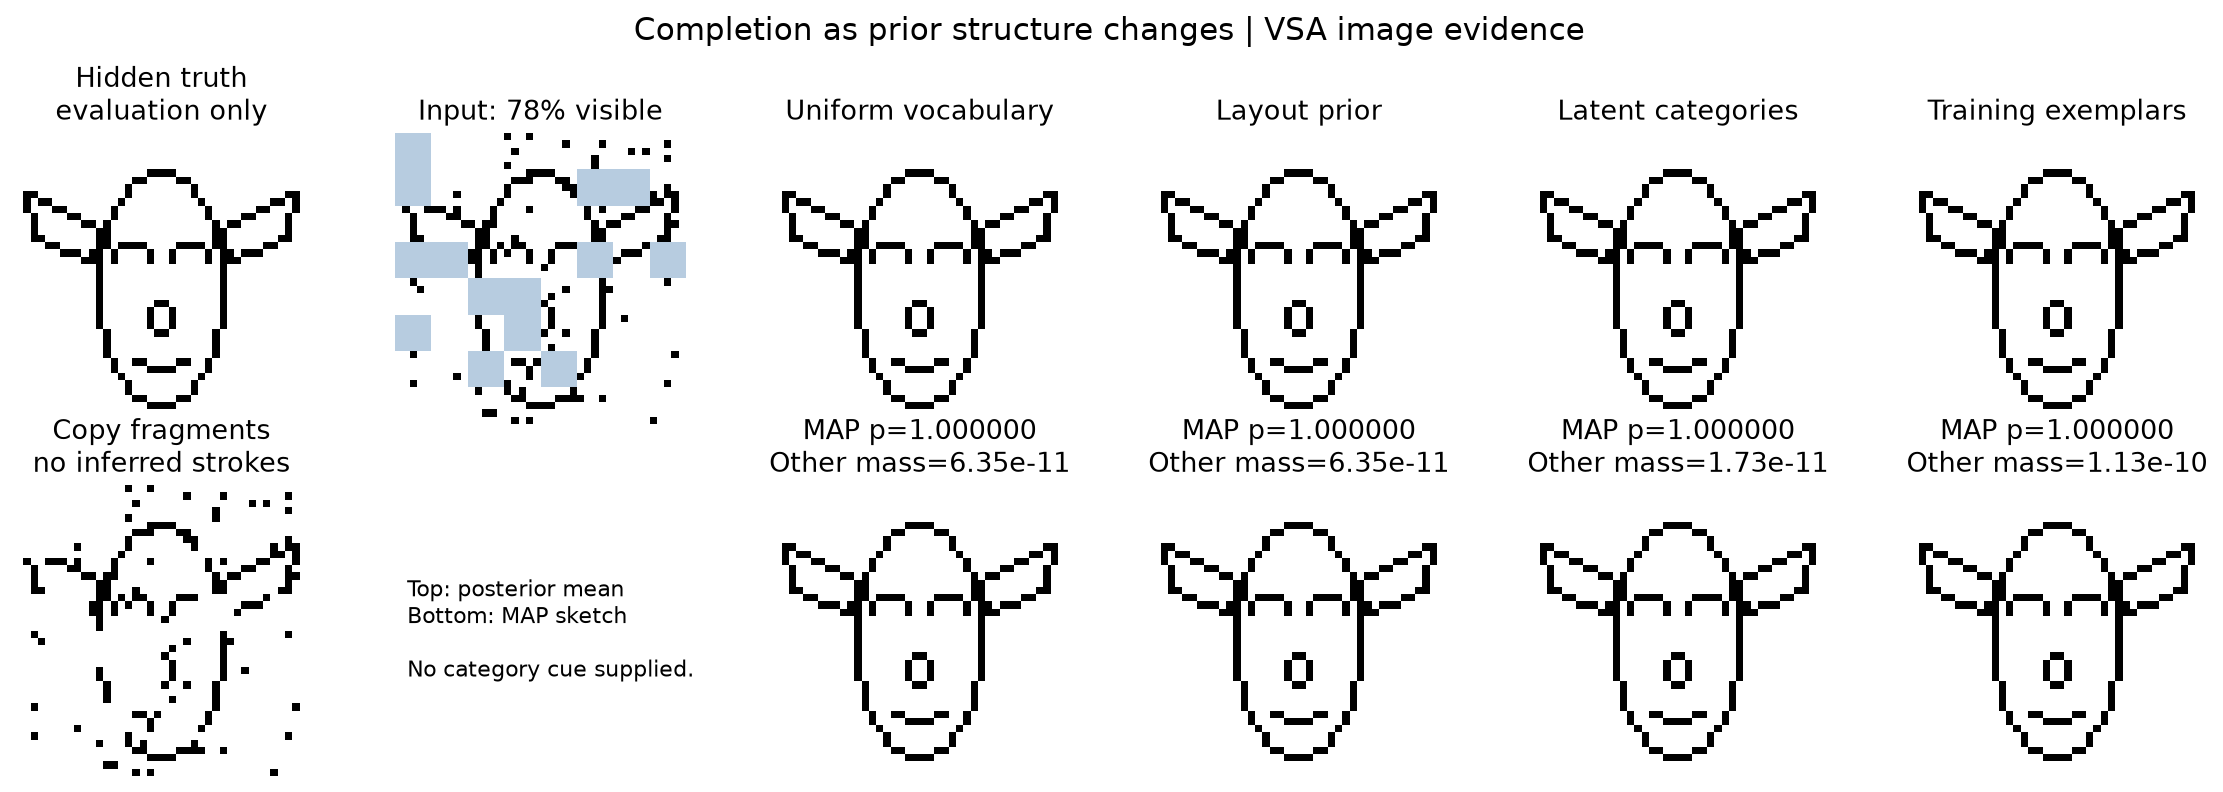 Completion as prior structure changes | VSA image evidence
Hidden truth
evaluation only
Input: 78% visible
Uniform vocabulary
Layout prior
Latent categories
Training exemplars
Copy fragments
no inferred strokes
MAP p=1.000000
Other mass=6.35e-11
MAP p=1.000000
Other mass=6.35e-11
MAP p=1.000000
Other mass=1.73e-11
MAP p=1.000000
Other mass=1.13e-10
Top: posterior mean
Bottom: MAP sketch
No category cue supplied.